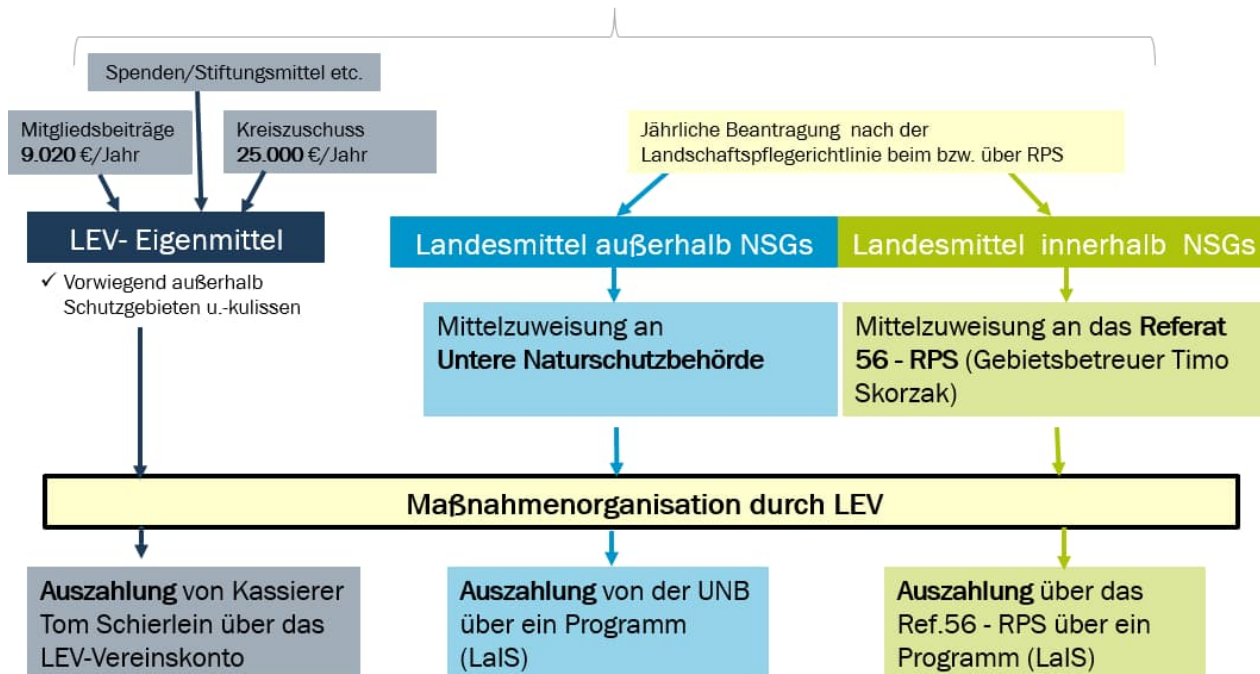 Spenden/Stiftungsmittel etc.
Mitgliedsbeiträge
9.020 €/Jahr
Kreiszuschuss
25.000 €/Jahr
Jährliche Beantragung nach der
Landschaftspflegerichtlinie beim bzw. über RPS
LEV- Eigenmittel
Landesmittel außerhalb NSGs
Landesmittel innerhalb NSGs
✓ Vorwiegend außerhalb
Schutzgebieten u.-kulissen
Mittelzuweisung an
Untere Naturschutzbehörde
Mittelzuweisung an das Referat
56 - RPS (Gebietsbetreuer Timo
Skorzak)
Maßnahmenorganisation durch LEV
Auszahlung von Kassierer
Tom Schierlein über das
LEV-Vereinskonto
Auszahlung von der UNB
über ein Programm
(LaIS)
Auszahlung über das
Ref.56 - RPS über ein
Programm (LaIS)